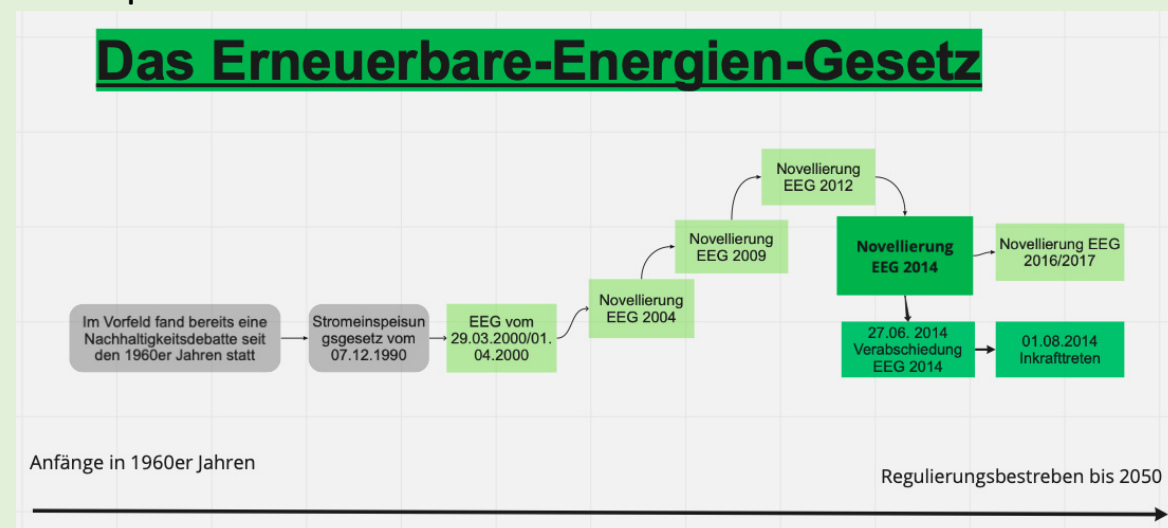 Das Erneuerbare-Energien-Gesetz
Im Vorfeld fand bereits eine
Nachhaltigkeitsdebatte seit
den 1960er Jahren statt
Stromeinspeisun
gsgesetz vom
07.12.1990
EEG vom
29.03.2000/01.
04.2000
Novellierung
EEG 2004
Novellierung
EEG 2009
Novellierung
EEG 2012
Novellierung
EEG 2014
Novellierung EEG
2016/2017
27.06. 2014
Verabschiedung
EEG 2014
01.08.2014
Inkrafttreten
Anfänge in 1960er Jahren
Regulierungsbestreben bis 2050